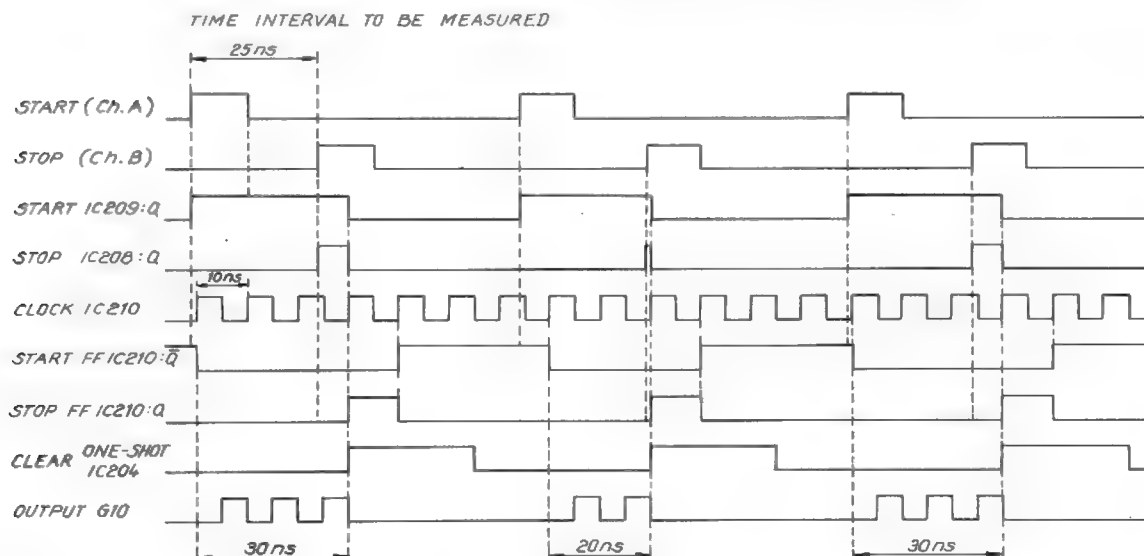 TIME INTERVAL TO BE MEASURED
25ns
START (Ch.A)
STOP (Ch.B)
START IC209:Q
STOP IC208:Q
10ns
CLOCK IC210
START FF IC210:Q̅
STOP FF IC210:Q
CLEAR ONE-SHOT
IC204
OUTPUT G10
30ns 20ns 30ns